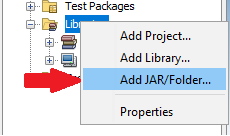 Test Packages
Libraries
Add Project...
Add Library...
Add JAR/Folder...
Properties